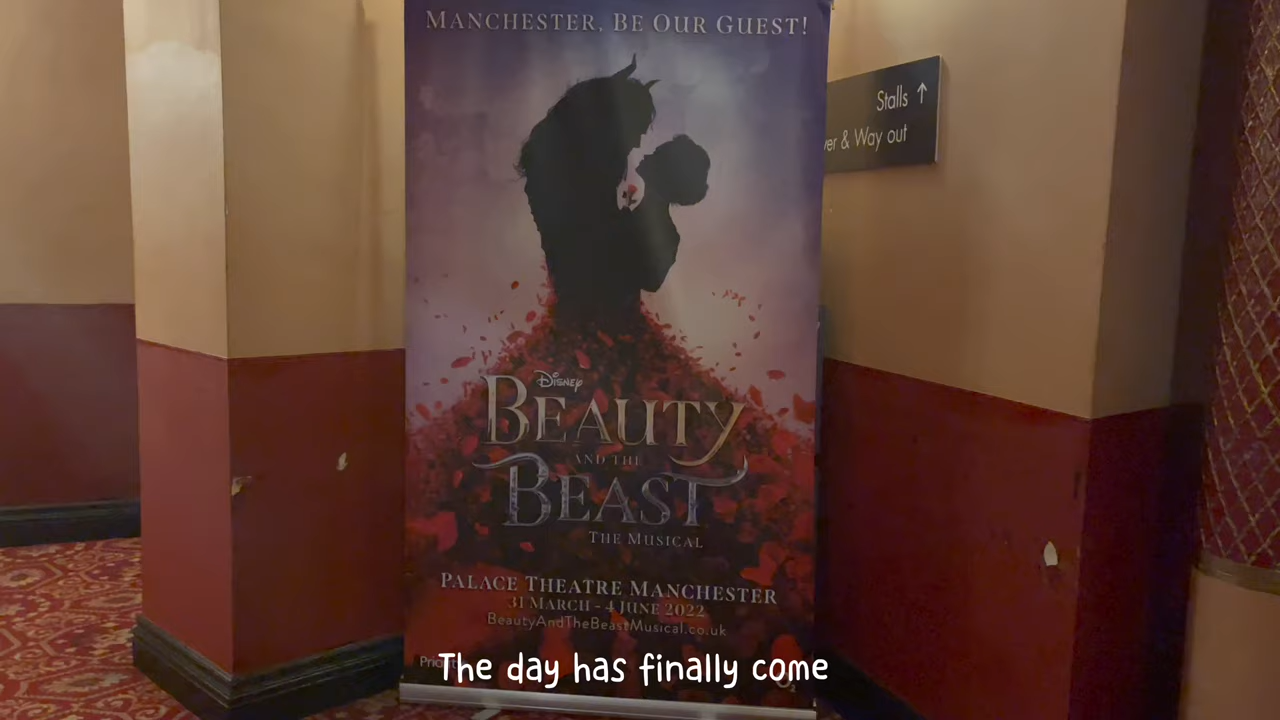 MANCHESTER, BE OUR GUEST!
Stalls ↑
& Way out
DISNEY
BEAUTY
AND THE
BEAST
THE MUSICAL
PALACE THEATRE MANCHESTER
31 MARCH - 4 JUNE 2022
BeautyAndTheBeastMusical.co.uk
The day has finally come